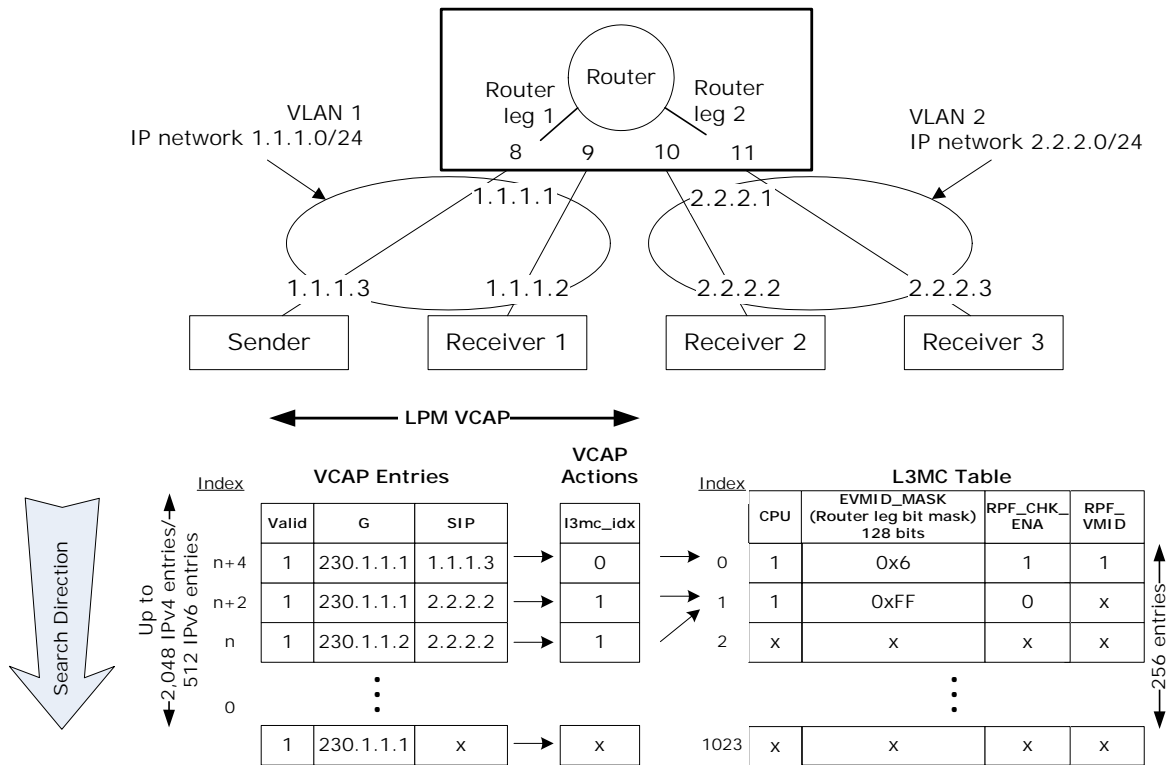 Router
Router
leg 1
Router
leg 2
VLAN 1
IP network 1.1.1.0/24
VLAN 2
IP network 2.2.2.0/24
8 9 10 11
1.1.1.1 2.2.2.1
1.1.1.3 1.1.1.2 2.2.2.2 2.2.2.3
Sender Receiver 1 Receiver 2 Receiver 3
LPM VCAP
Search Direction
Up to
2,048 IPv4 entries/
512 IPv6 entries
Index
VCAP Entries
VCAP
Actions
Index
L3MC Table
Valid G SIP
l3mc_idx
CPU
EVMID_MASK
(Router leg bit mask)
128 bits
RPF_CHK_
ENA
RPF_
VMID
n+4 1 230.1.1.1 1.1.1.3 0 0 1 0x6 1 1
n+2 1 230.1.1.1 2.2.2.2 1 1 1 0xFF 0 x
n 1 230.1.1.2 2.2.2.2 1 2 x x x x
0
1 230.1.1.1 x x 1023 x x x x
256 entries